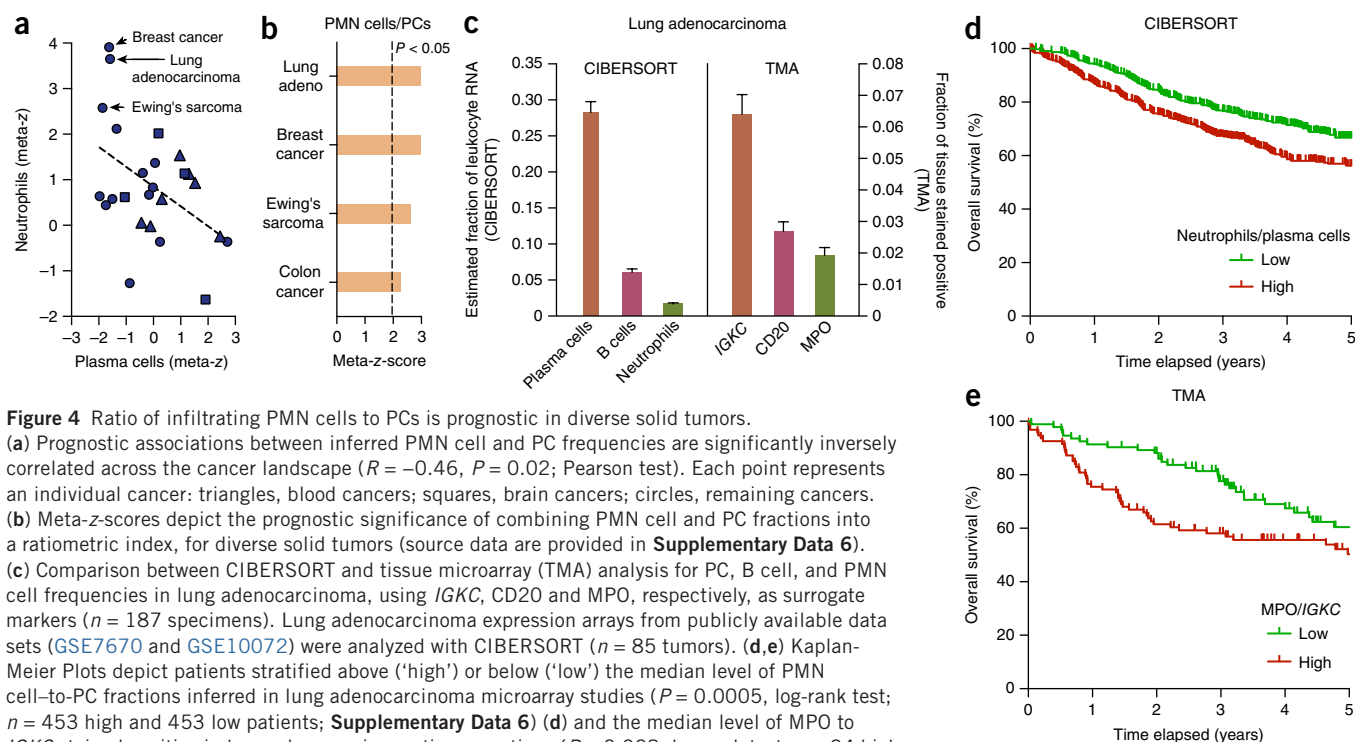 a
Neutrophils (meta-z)
4
3
2
1
0
−1
−2
Breast cancer
Lung
adenocarcinoma
Ewing's sarcoma
−3 −2 −1 0 1 2 3
Plasma cells (meta-z)
b
PMN cells/PCs
P < 0.05
Lung
adeno
Breast
cancer
Ewing's
sarcoma
Colon
cancer
0 1 2 3
Meta-z-score
c
Lung adenocarcinoma
CIBERSORT
TMA
Estimated fraction of leukocyte RNA
(CIBERSORT)
0.35
0.30
0.25
0.20
0.15
0.10
0.05
0
Plasma cells
B cells
Neutrophils
IGKC
CD20
MPO
0.08
0.07
0.06
0.05
0.04
0.03
0.02
0.01
0
Fraction of tissue stained positive
(TMA)
d
CIBERSORT
Overall survival (%)
100
80
60
40
20
0
Neutrophils/plasma cells
Low
High
0 1 2 3 4 5
Time elapsed (years)
e
TMA
Overall survival (%)
100
80
60
40
20
0
MPO/IGKC
Low
High
0 1 2 3 4 5
Time elapsed (years)
Figure 4 Ratio of infiltrating PMN cells to PCs is prognostic in diverse solid tumors.
(a) Prognostic associations between inferred PMN cell and PC frequencies are significantly inversely
correlated across the cancer landscape (R = −0.46, P = 0.02; Pearson test). Each point represents
an individual cancer: triangles, blood cancers; squares, brain cancers; circles, remaining cancers.
(b) Meta-z-scores depict the prognostic significance of combining PMN cell and PC fractions into
a ratiometric index, for diverse solid tumors (source data are provided in Supplementary Data 6).
(c) Comparison between CIBERSORT and tissue microarray (TMA) analysis for PC, B cell, and PMN
cell frequencies in lung adenocarcinoma, using IGKC, CD20 and MPO, respectively, as surrogate
markers (n = 187 specimens). Lung adenocarcinoma expression arrays from publicly available data
sets (GSE7670 and GSE10072) were analyzed with CIBERSORT (n = 85 tumors). (d,e) Kaplan-
Meier Plots depict patients stratified above (‘high’) or below (‘low’) the median level of PMN
cell–to-PC fractions inferred in lung adenocarcinoma microarray studies (P = 0.0005, log-rank test;
n = 453 high and 453 low patients; Supplementary Data 6) (d) and the median level of MPO to